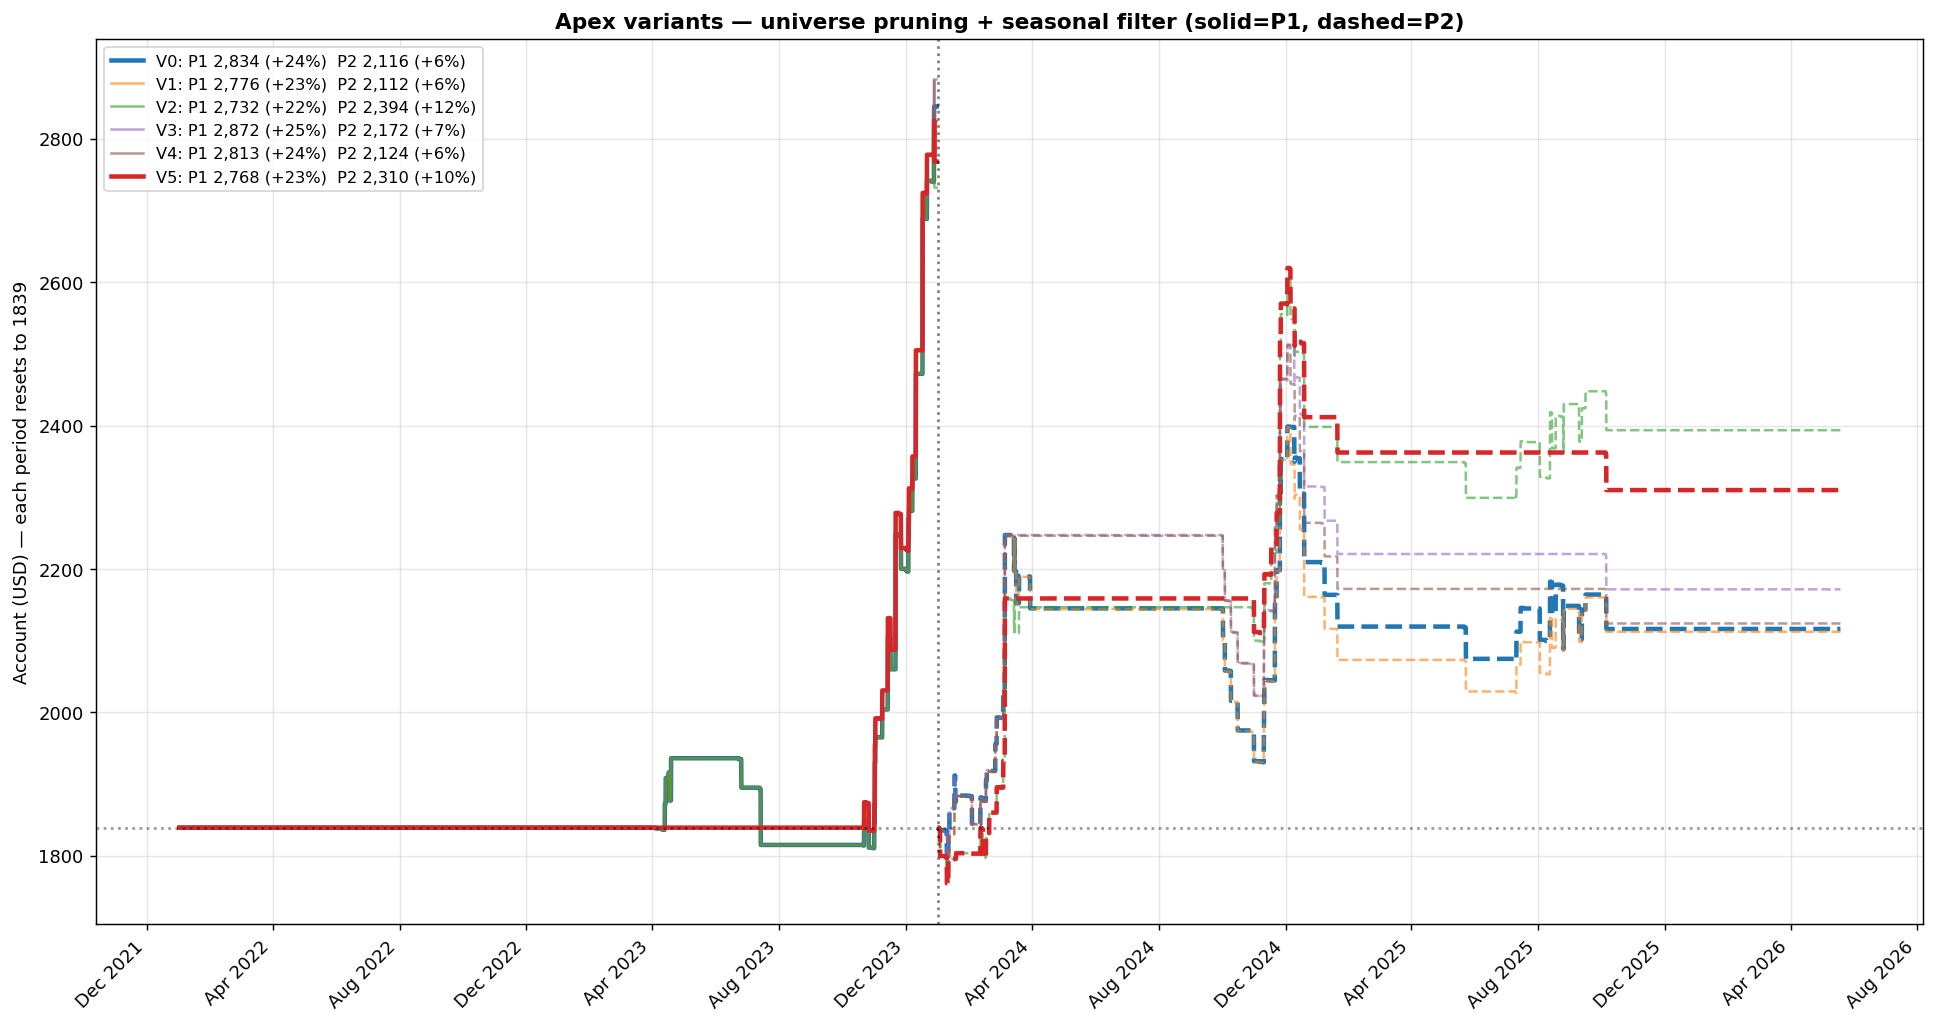 Apex variants — universe pruning + seasonal filter (solid=P1, dashed=P2)
V0: P1 2,834 (+24%)  P2 2,116 (+6%)
V1: P1 2,776 (+23%)  P2 2,112 (+6%)
V2: P1 2,732 (+22%)  P2 2,394 (+12%)
V3: P1 2,872 (+25%)  P2 2,172 (+7%)
V4: P1 2,813 (+24%)  P2 2,124 (+6%)
V5: P1 2,768 (+23%)  P2 2,310 (+10%)
Account (USD) — each period resets to 1839
2800
2600
2400
2200
2000
1800
Dec 2021
Apr 2022
Aug 2022
Dec 2022
Apr 2023
Aug 2023
Dec 2023
Apr 2024
Aug 2024
Dec 2024
Apr 2025
Aug 2025
Dec 2025
Apr 2026
Aug 2026